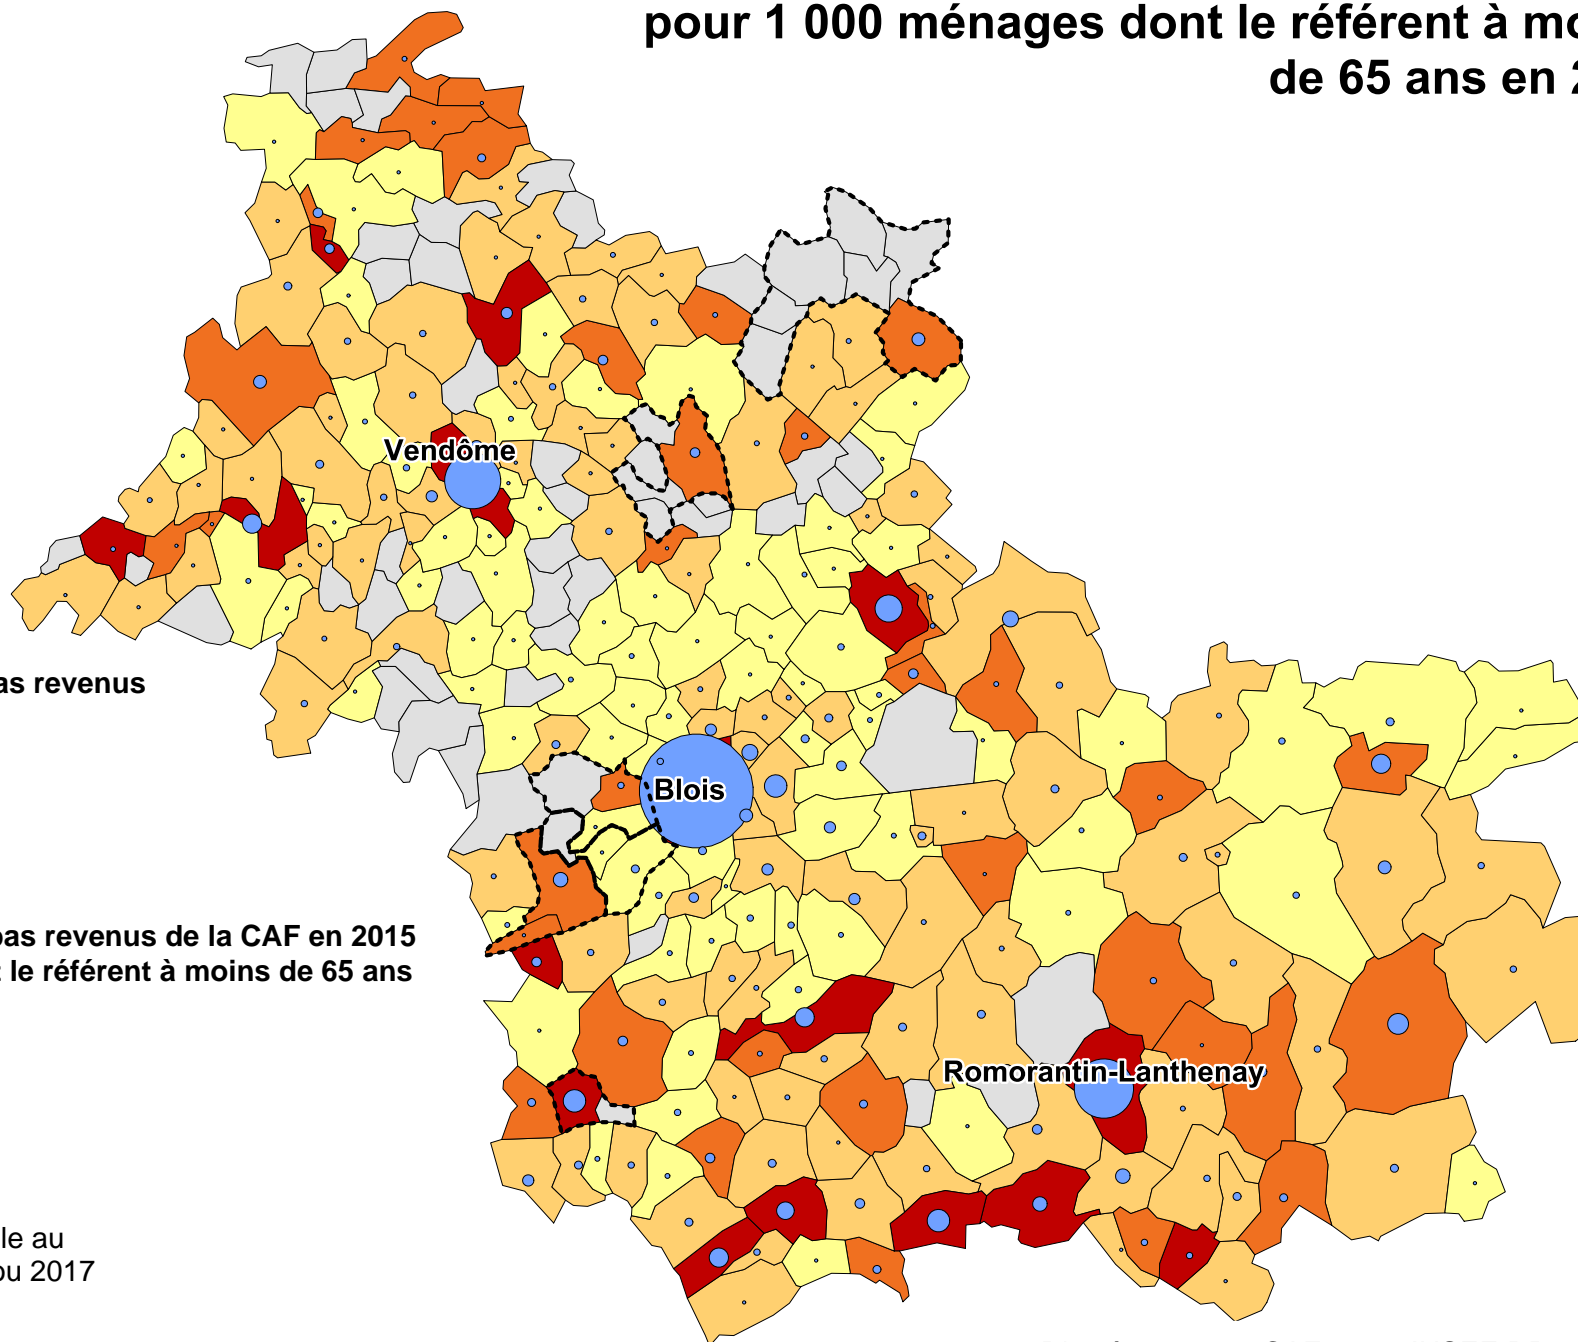 pour 1 000 ménages dont le référent à mo
de 65 ans en 2
Vendôme
as revenus
Blois
pas revenus de la CAF en 2015
t le référent à moins de 65 ans
Romorantin-Lanthenay
le au
ou 2017